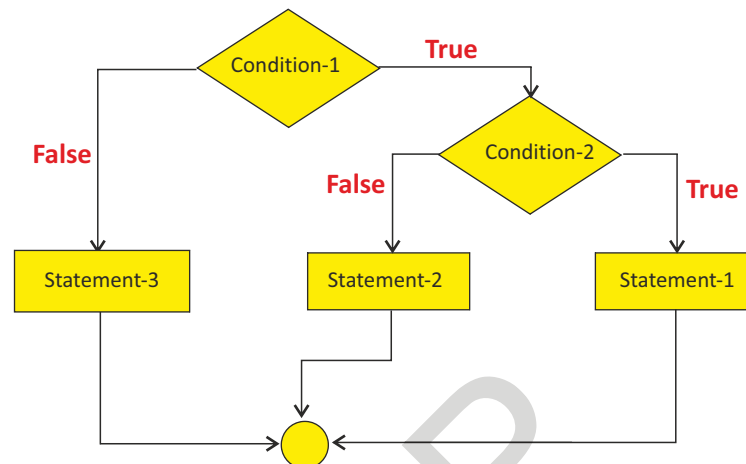 Condition-1
True
Condition-2
False
False
True
Statement-3
Statement-2
Statement-1